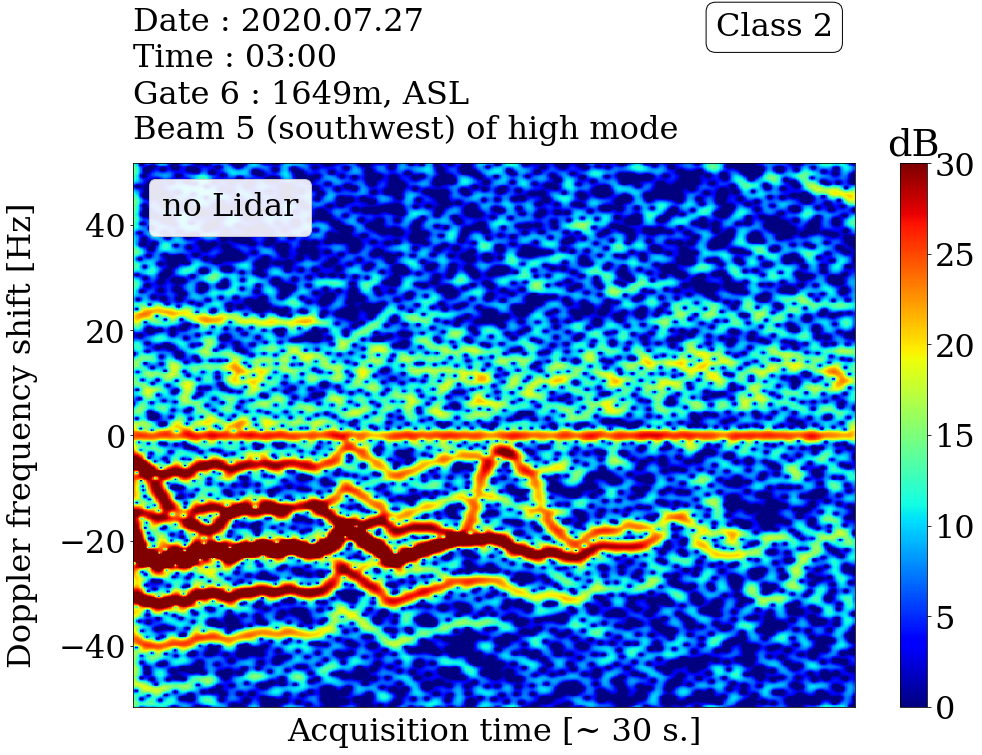 Date : 2020.07.27
Time : 03:00
Gate 6 : 1649m, ASL
Beam 5 (southwest) of high mode
Class 2
dB
no Lidar
Doppler frequency shift [Hz]
40
20
0
−20
−40
Acquisition time [~ 30 s.]
30
25
20
15
10
5
0